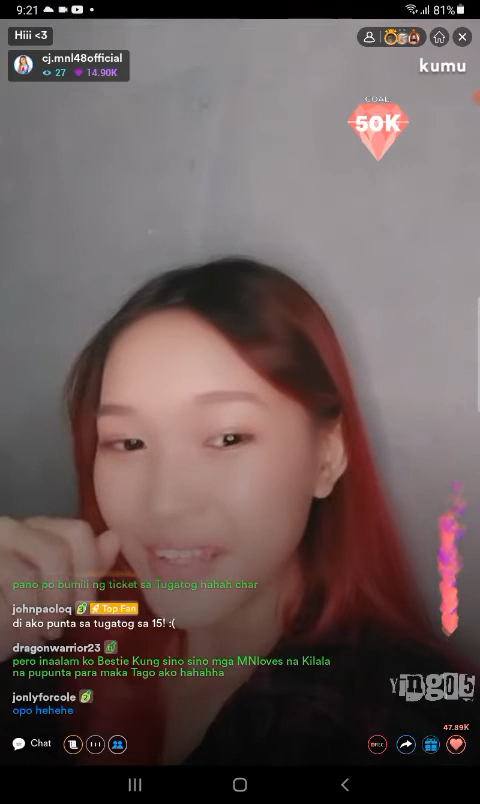 9:21
81%
Hiii <3
cj.mnl48official
27 14.90K
kumu
GOAL
50K
pano po bumili ng ticket sa Tugatog hahah char
johnpaoloq Top Fan
di ako punta sa tugatog sa 15! :(
dragonwarrior23
pero inaalam ko Bestie Kung sino sino mga MNloves na Kilala
na pupunta para maka Tago ako hahahha
jonlyforcole
opo hehehe
Yingo5
47.89K
Chat